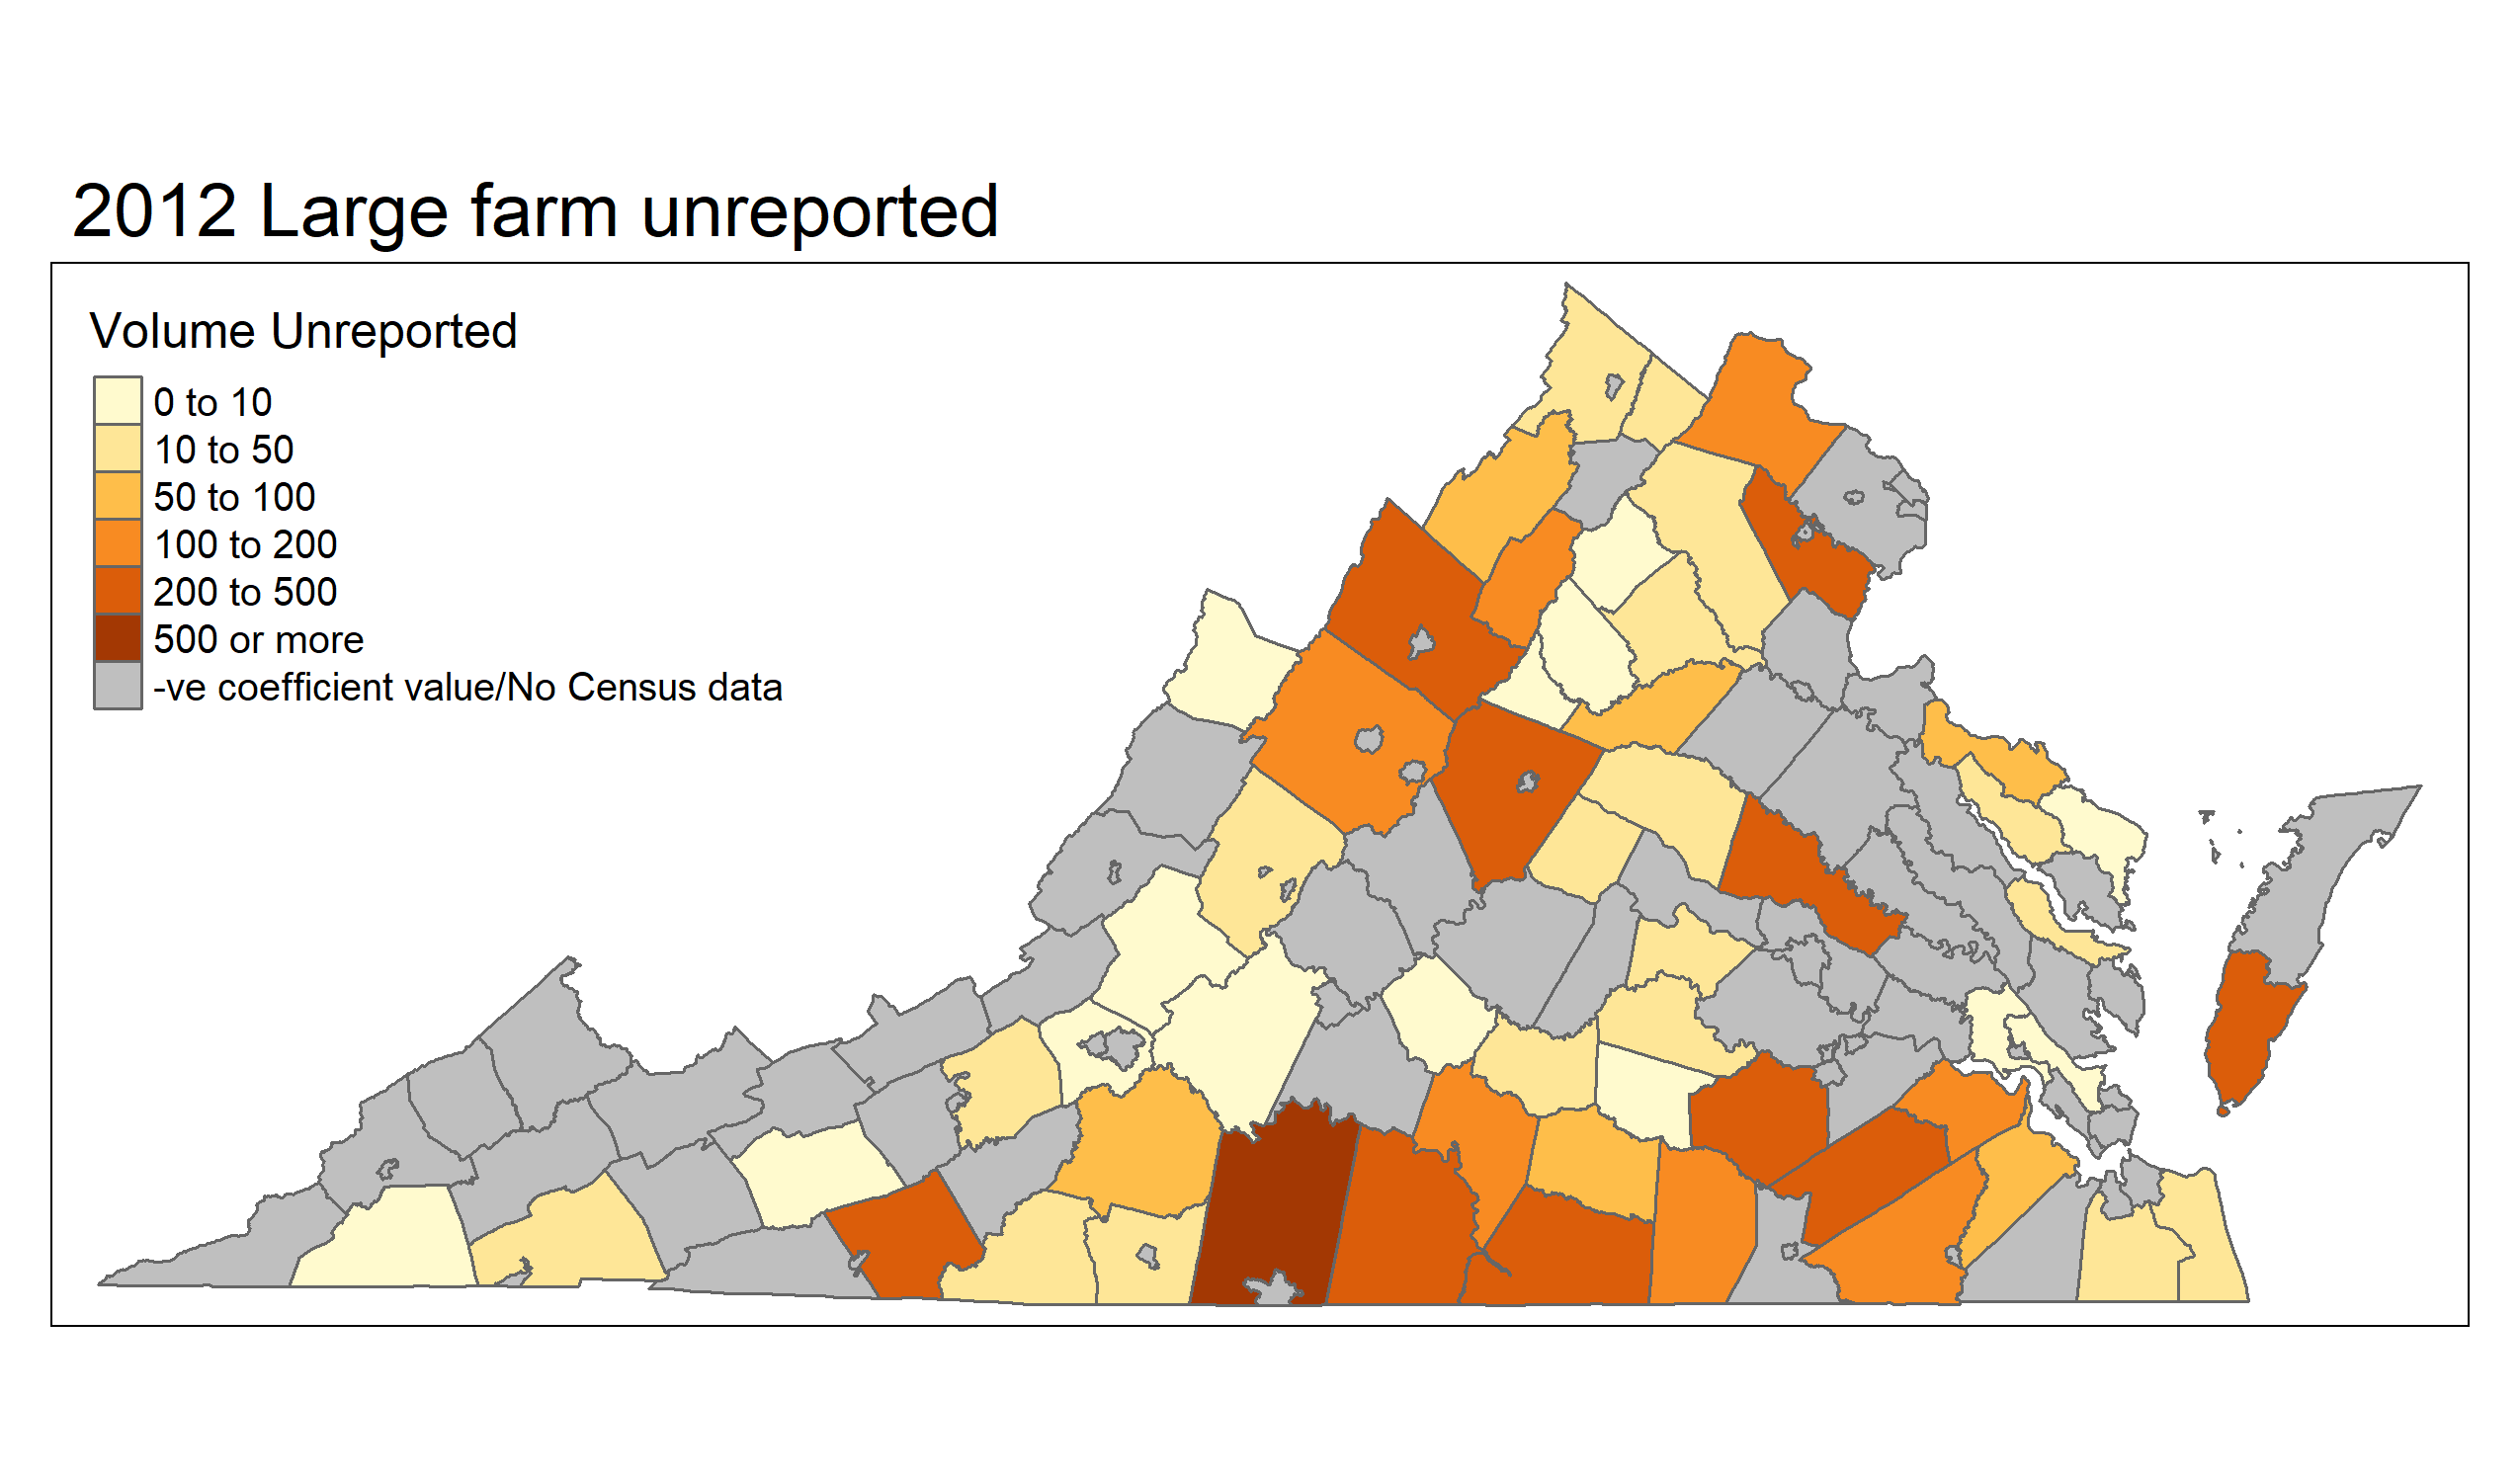 2012 Large farm unreported
Volume Unreported
0 to 10
10 to 50
50 to 100
100 to 200
200 to 500
500 or more
-ve coefficient value/No Census data